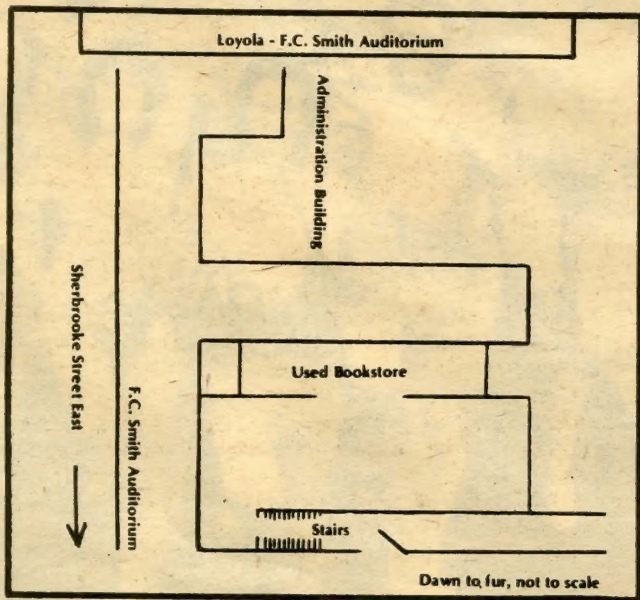 Loyola - F.C. Smith Auditorium
Administration Building
Sherbrooke Street East
F.C. Smith Auditorium
Used Bookstore
Stairs
Dawn to fur, not to scale